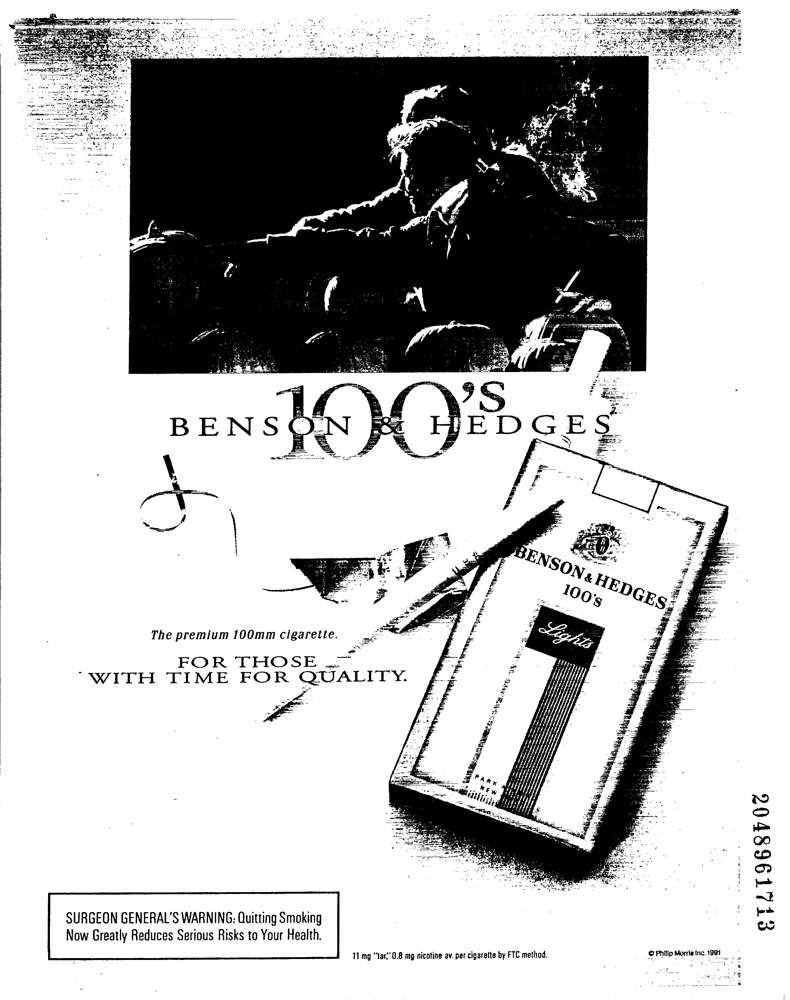 100'S
BENSON & HEDGES
BENSON & HEDGES
100's
Lights
PARK
NEW
The premium 100mm cigarette.
FOR THOSE
WITH TIME FOR QUALITY.
2048961713
SURGEON GENERAL'S WARNING: Quitting Smoking
Now Greatly Reduces Serious Risks to Your Health.
11 mg "tar," 0.8 mg nicotine av. per cigarette by FTC method.
© Philip Morris Inc. 1991